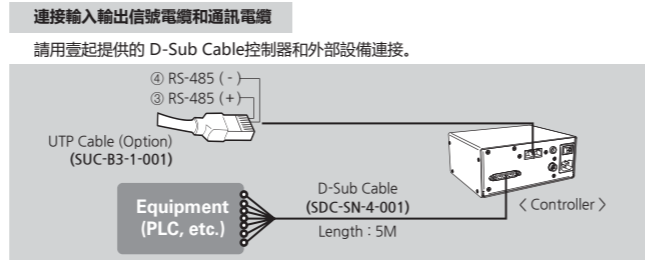 連接輸入輸出信號電纜和通訊電纜
請用壹起提供的 D-Sub Cable控制器和外部設備連接。
④ RS-485 ( - )
③ RS-485 (+)
UTP Cable (Option)
(SUC-B3-1-001)
Equipment
(PLC, etc.)
D-Sub Cable
(SDC-SN-4-001)
Length : 5M
〈 Controller 〉